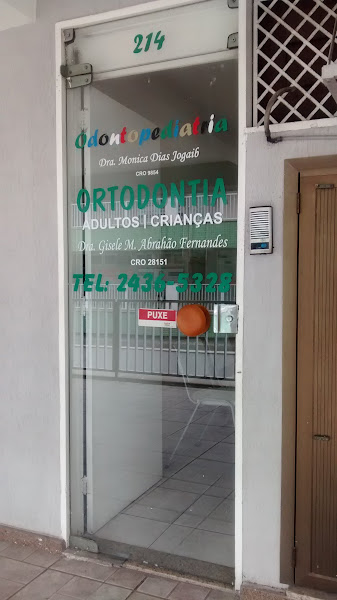 214
Odontopediatria
Dra. Monica Dias Jogaib
CRO 9854
ORTODONTIA
ADULTOS | CRIANÇAS
Dra. Gisele M. Abrahão Fernandes
CRO 28151
TEL: 2436-5328
PUXE